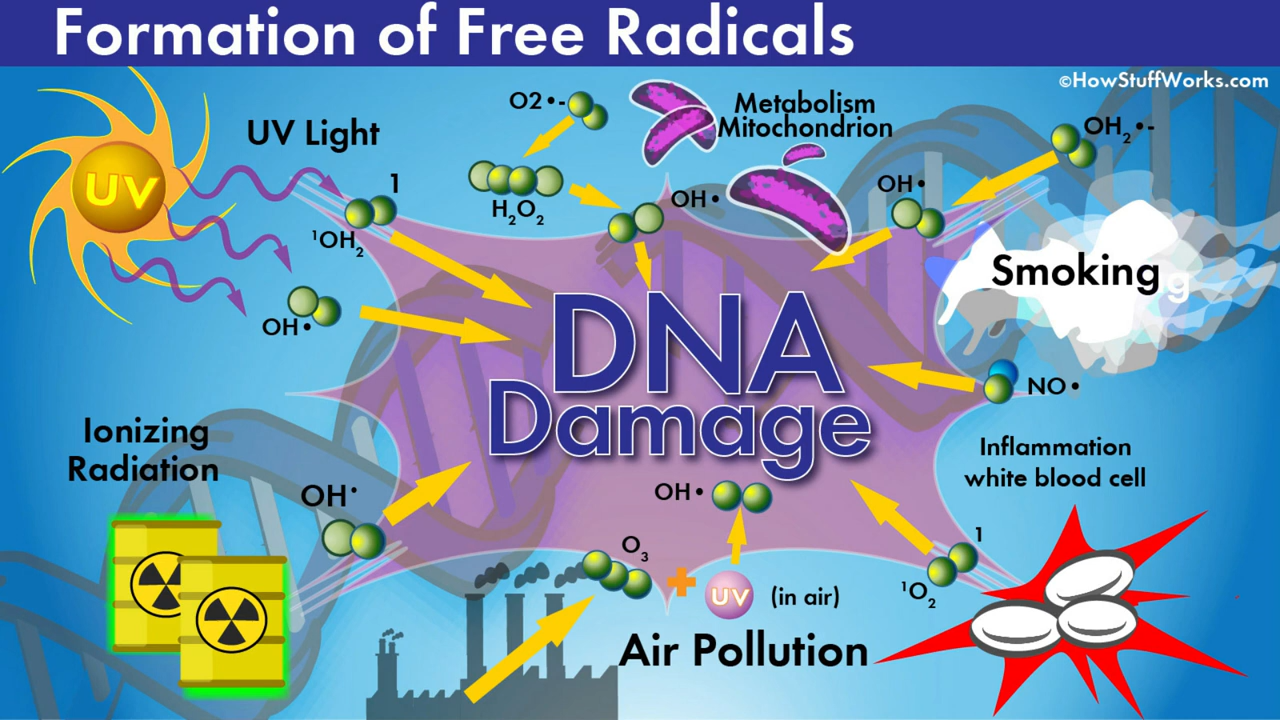 Formation of Free Radicals
©HowStuffWorks.com
UV
UV Light
1
¹OH₂
OH•
O2•-
H₂O₂
OH•
Metabolism
Mitochondrion
OH•
OH₂•-
Smoking
g
NO•
DNA
Damage
Ionizing
Radiation
OH•
O₃
+
UV
(in air)
OH•
Air Pollution
Inflammation
white blood cell
1
¹O₂